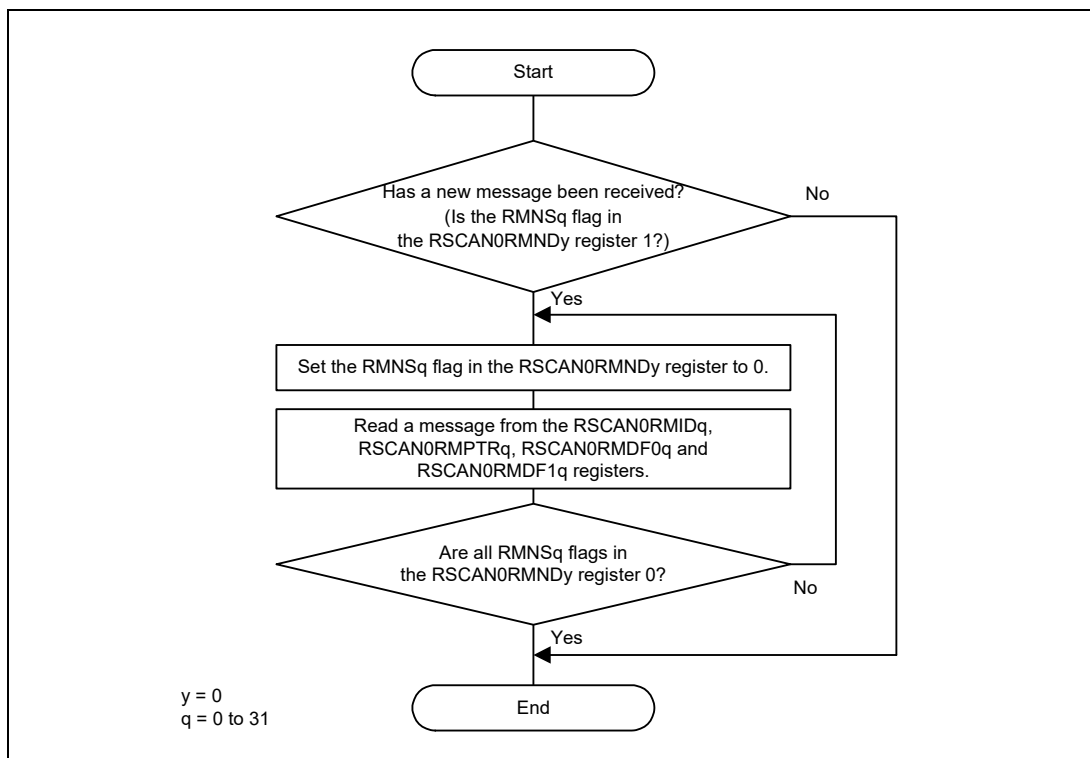 Start
Has a new message been received?
(Is the RMNSq flag in
the RSCAN0RMNDy register 1?)
No
Yes
Set the RMNSq flag in the RSCAN0RMNDy register to 0.
Read a message from the RSCAN0RMIDq,
RSCAN0RMPTRq, RSCAN0RMDF0q and
RSCAN0RMDF1q registers.
Are all RMNSq flags in
the RSCAN0RMNDy register 0?
No
Yes
End
y = 0
q = 0 to 31